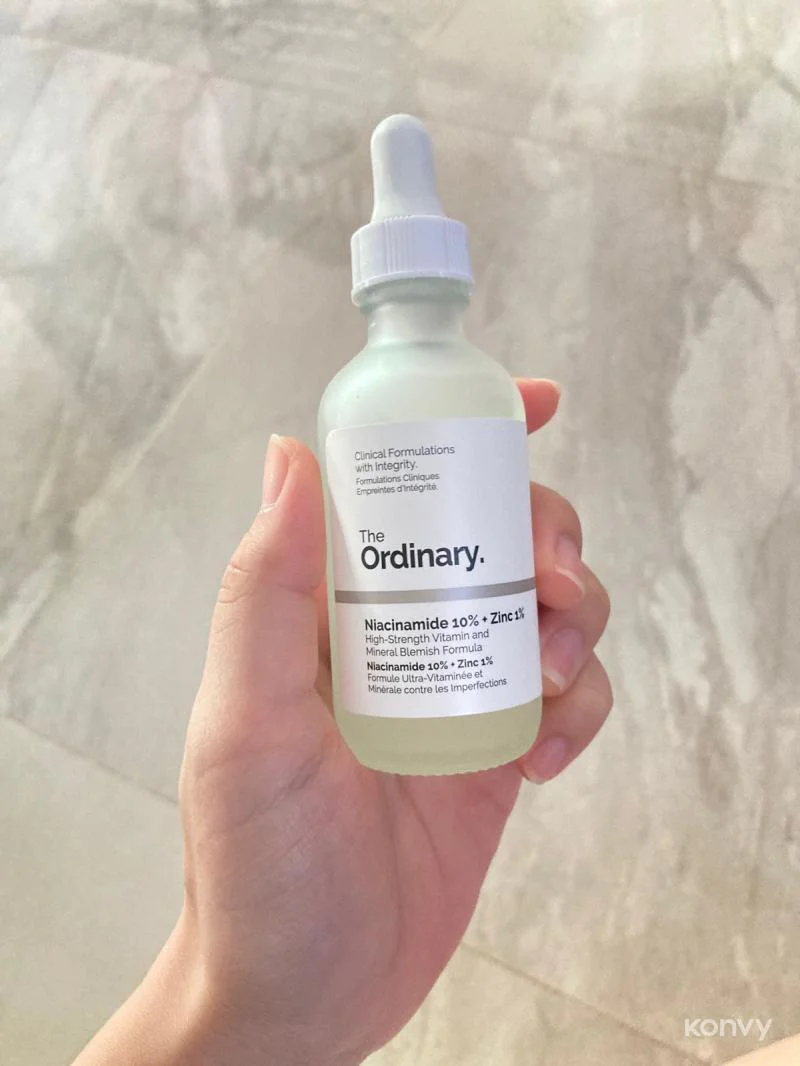 Clinical Formulations
with Integrity.
Formulations Cliniques
Empreintes d'Intégrité.
The
Ordinary.
Niacinamide 10% + Zinc 1%
High-Strength Vitamin and
Mineral Blemish Formula
Niacinamide 10% + Zinc 1%
Formule Ultra-Vitaminée et
Minérale contre les Imperfections
konvy